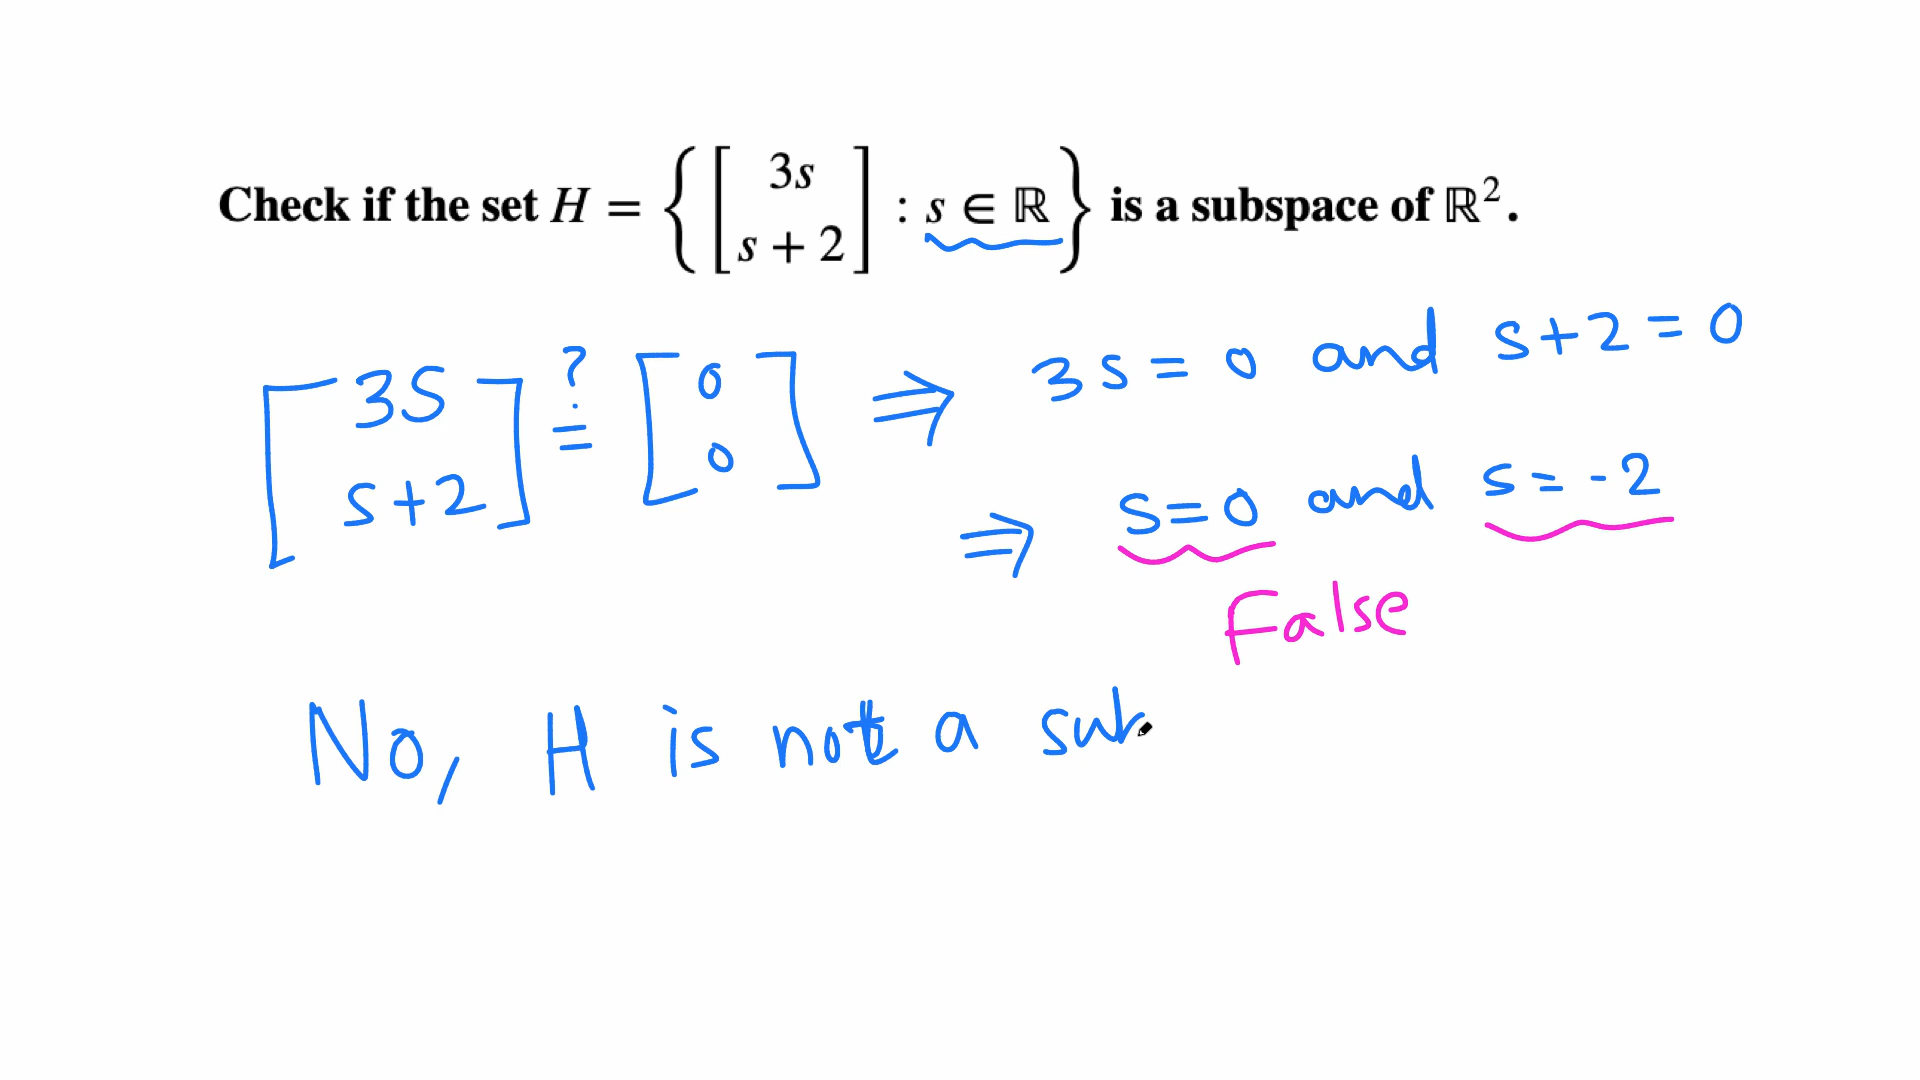 Check if the set H = { [ 3s s + 2 ] : s ∈ ℝ } is a subspace of ℝ².
[ 3s s+2 ] ?= [ 0 0 ] ⇒ 3s = 0 and s+2 = 0
⇒ s=0 and s= -2
False
No, H is not a sub